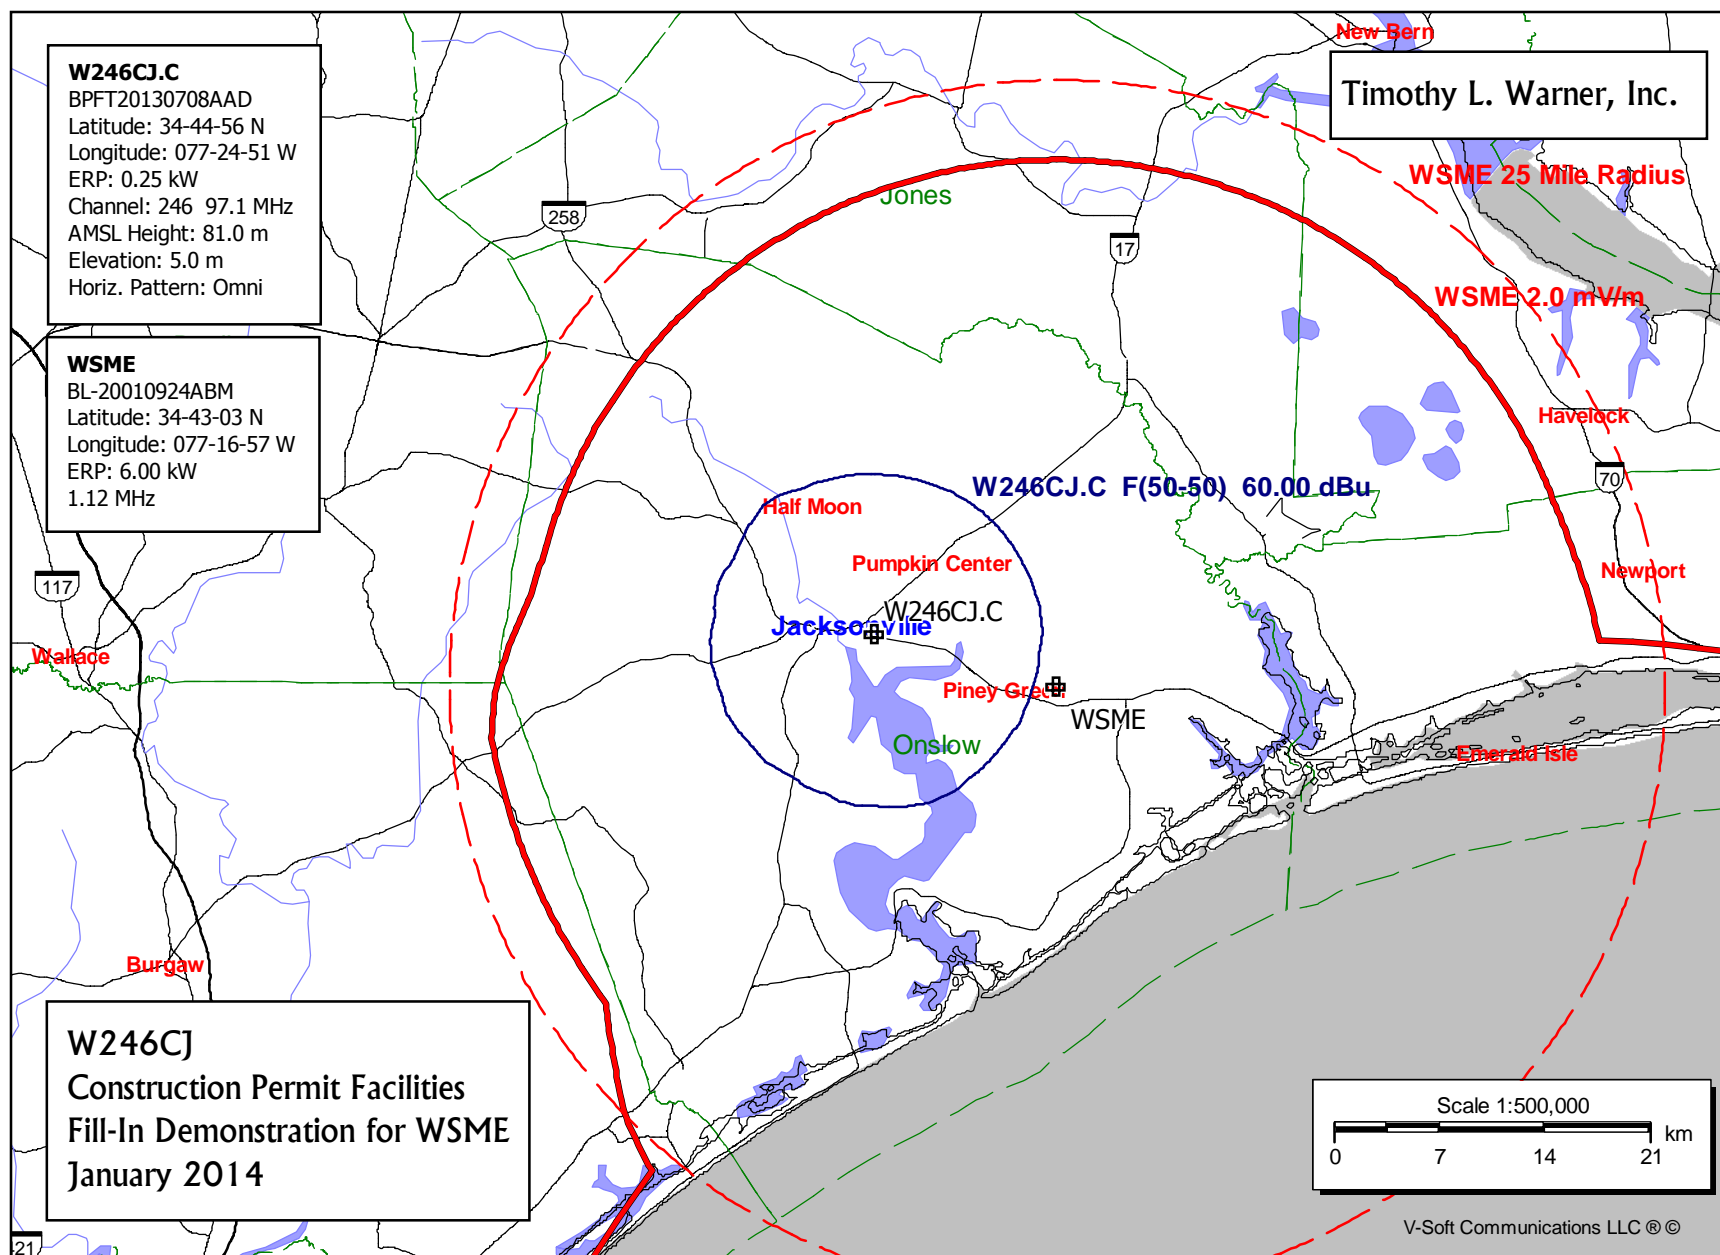 New Bern
W246CJ.C
BPFT20130708AAD
Latitude: 34-44-56 N
Longitude: 077-24-51 W
ERP: 0.25 kW
Channel: 246  97.1 MHz
AMSL Height: 81.0 m
Elevation: 5.0 m
Horiz. Pattern: Omni
Timothy L. Warner, Inc.
WSME 25 Mile Radius
Jones
258
17
WSME 2.0 mV/m
WSME
BL-20010924ABM
Latitude: 34-43-03 N
Longitude: 077-16-57 W
ERP: 6.00 kW
1.12 MHz
Havelock
70
W246CJ.C  F(50-50)  60.00 dBu
Half Moon
Pumpkin Center
Newport
117
W246CJ.C
Jacksonville
Wallace
Piney Green
WSME
Onslow
Emerald Isle
Burgaw
W246CJ
Construction Permit Facilities
Fill-In Demonstration for WSME
January 2014
Scale 1:500,000
km
0 7 14 21
V-Soft Communications LLC ® ©
21